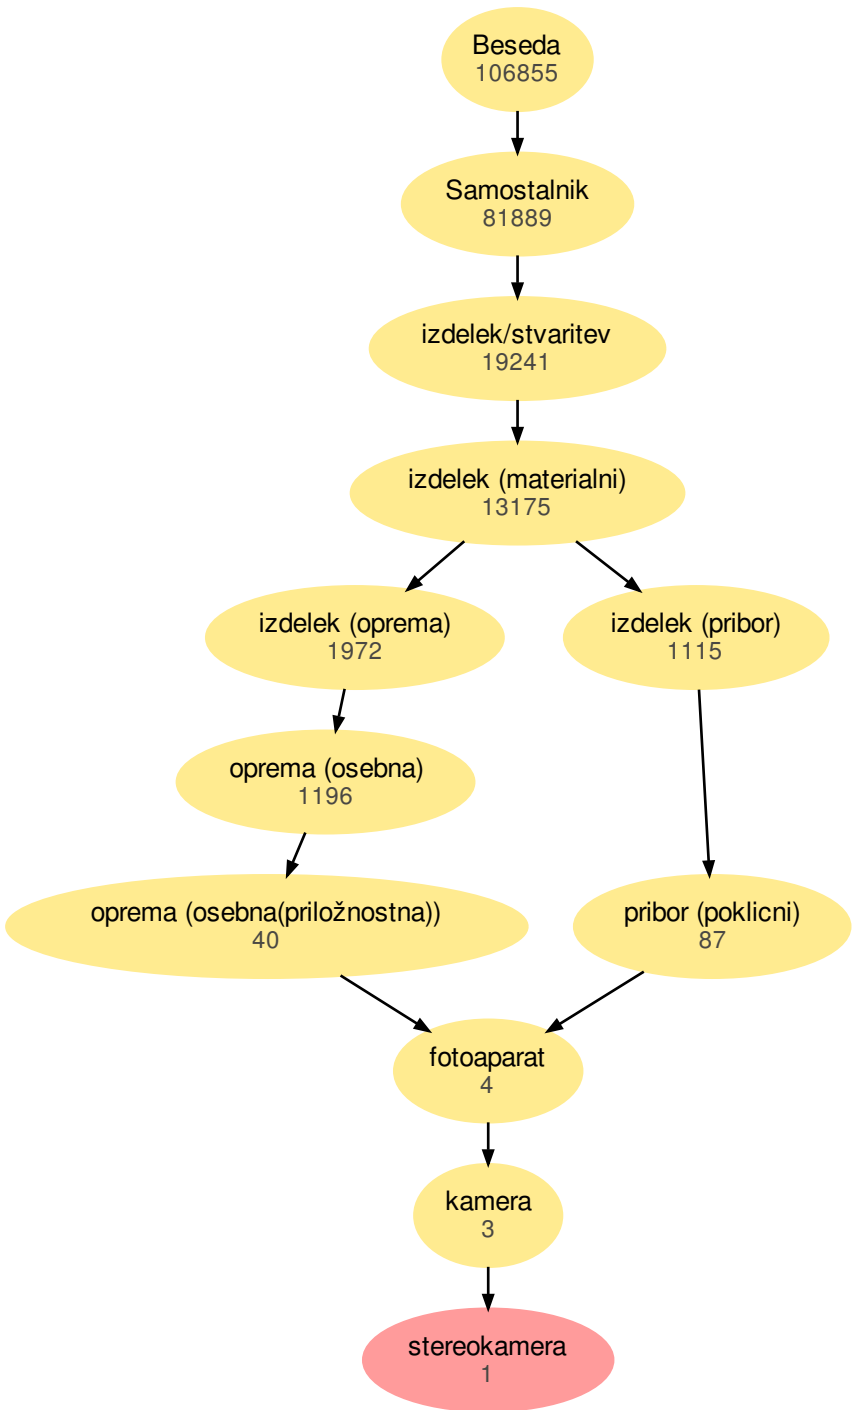 Beseda
106855
Samostalnik
81889
izdelek/stvaritev
19241
izdelek (materialni)
13175
izdelek (oprema)
1972
izdelek (pribor)
1115
oprema (osebna)
1196
oprema (osebna(priložnostna))
40
pribor (poklicni)
87
fotoaparat
4
kamera
3
stereokamera
1